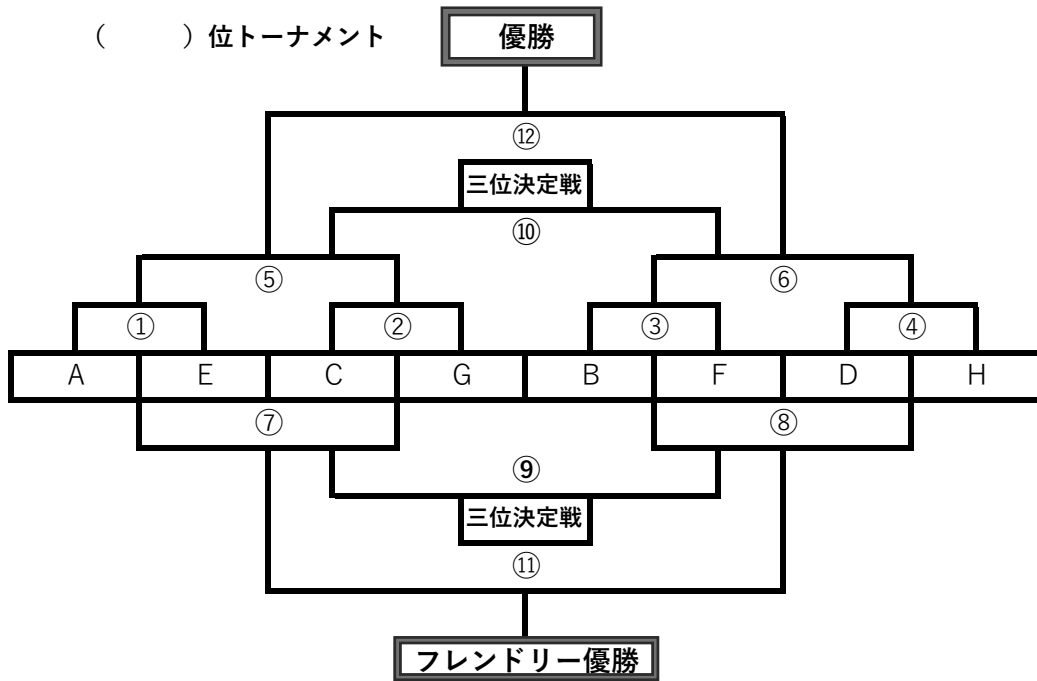 （　　　）位トーナメント
優勝
⑫
三位決定戦
⑩
⑤ ⑥
① ② ③ ④
A E C G B F D H
⑦ ⑧
⑨
三位決定戦
⑪
フレンドリー優勝